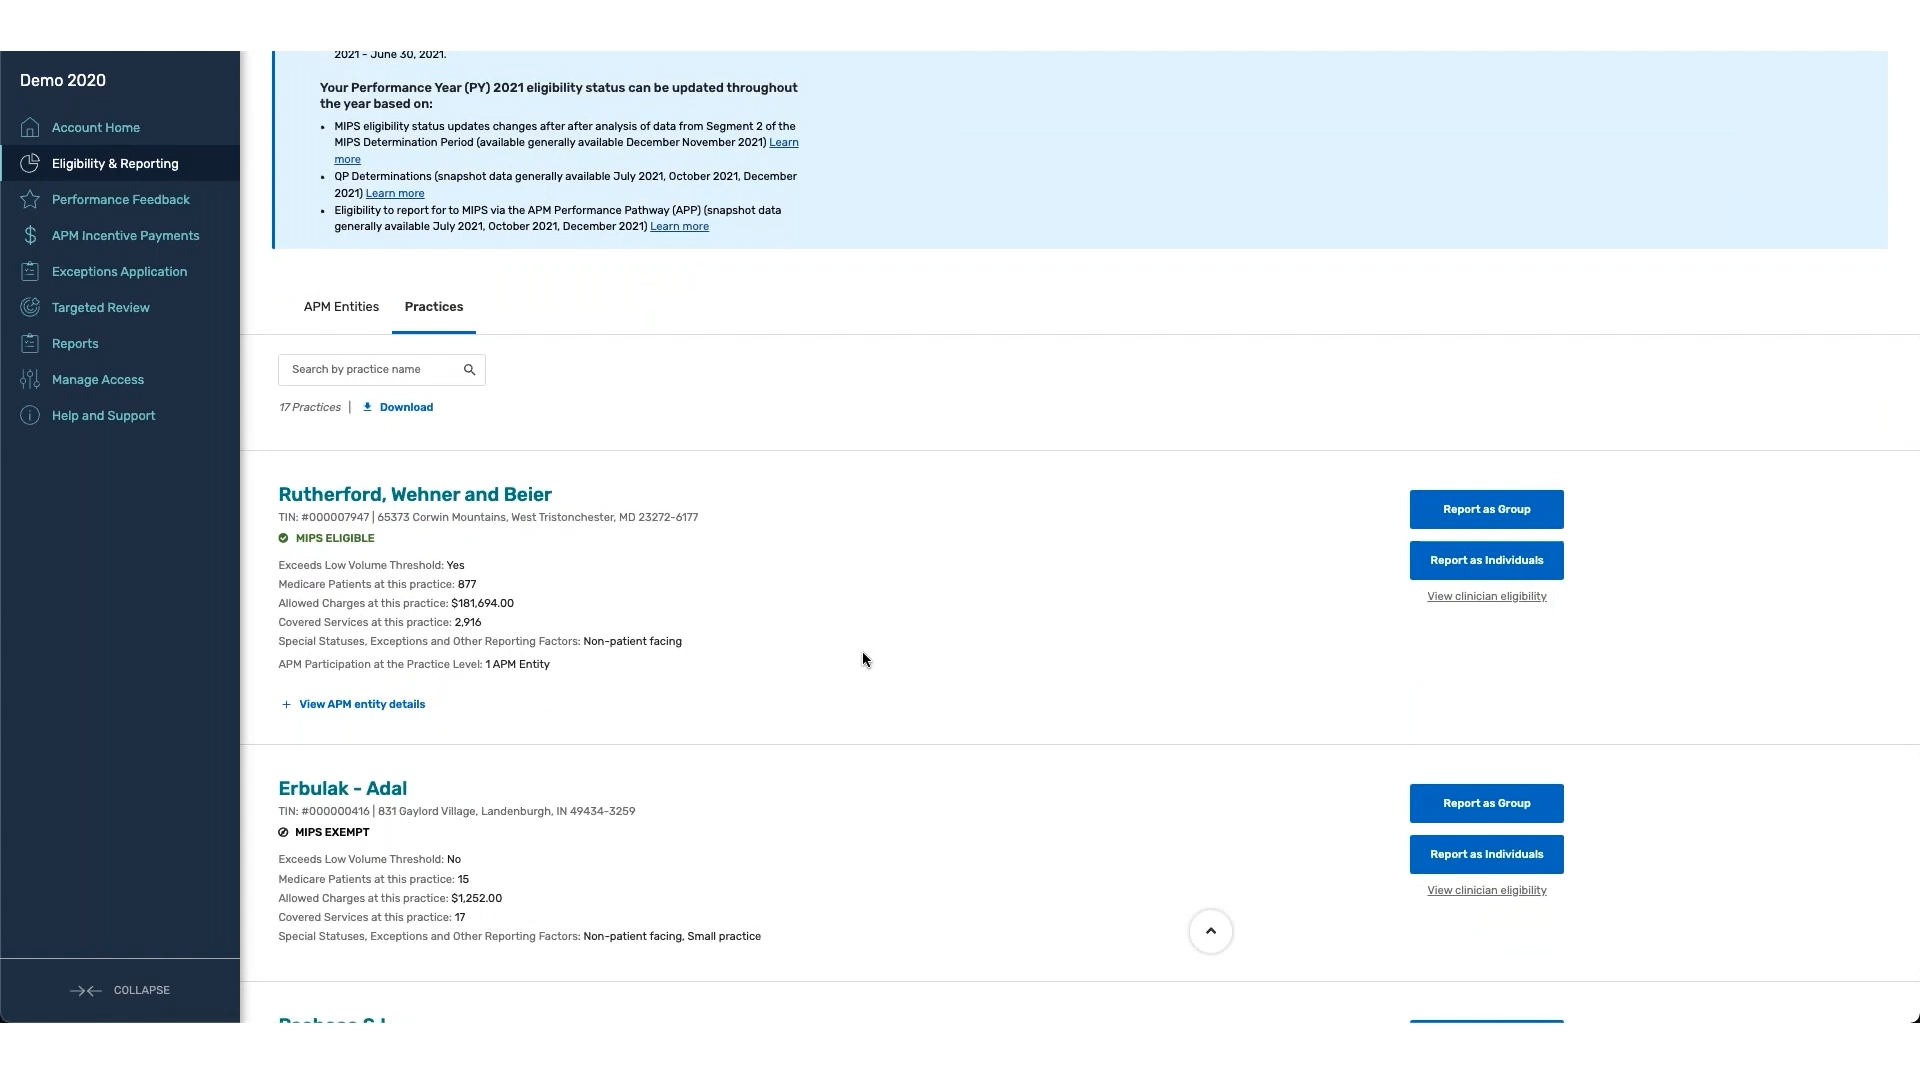 Demo 2020
Account Home
Eligibility & Reporting
Performance Feedback
APM Incentive Payments
Exceptions Application
Targeted Review
Reports
Manage Access
Help and Support
COLLAPSE
2021 - June 30, 2021.
Your Performance Year (PY) 2021 eligibility status can be updated throughout
the year based on:
• MIPS eligibility status updates changes after after analysis of data from Segment 2 of the
MIPS Determination Period (available generally available December November 2021) Learn
more
• QP Determinations (snapshot data generally available July 2021, October 2021, December
2021) Learn more
• Eligibility to report for to MIPS via the APM Performance Pathway (APP) (snapshot data
generally available July 2021, October 2021, December 2021) Learn more
APM Entities Practices
Search by practice name
17 Practices | Download
Rutherford, Wehner and Beier
TIN: #000007947 | 65373 Corwin Mountains, West Tristonchester, MD 23272-6177
MIPS ELIGIBLE
Exceeds Low Volume Threshold: Yes
Medicare Patients at this practice: 877
Allowed Charges at this practice: $181,694.00
Covered Services at this practice: 2,916
Special Statuses, Exceptions and Other Reporting Factors: Non-patient facing
APM Participation at the Practice Level: 1 APM Entity
+ View APM entity details
Report as Group
Report as Individuals
View clinician eligibility
Erbulak - Adal
TIN: #000000416 | 831 Gaylord Village, Landenburgh, IN 49434-3259
MIPS EXEMPT
Exceeds Low Volume Threshold: No
Medicare Patients at this practice: 15
Allowed Charges at this practice: $1,252.00
Covered Services at this practice: 17
Special Statuses, Exceptions and Other Reporting Factors: Non-patient facing, Small practice
Report as Group
Report as Individuals
View clinician eligibility